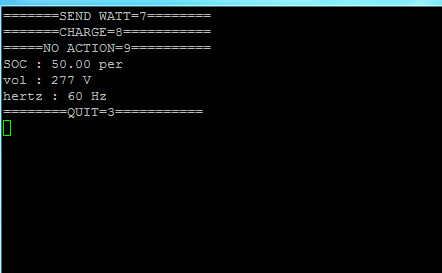 =======SEND WATT=7========
=======CHARGE=8===========
=====NO ACTION=9==========
SOC : 50.00 per
vol : 277 V
hertz : 60 Hz
========QUIT=3===========